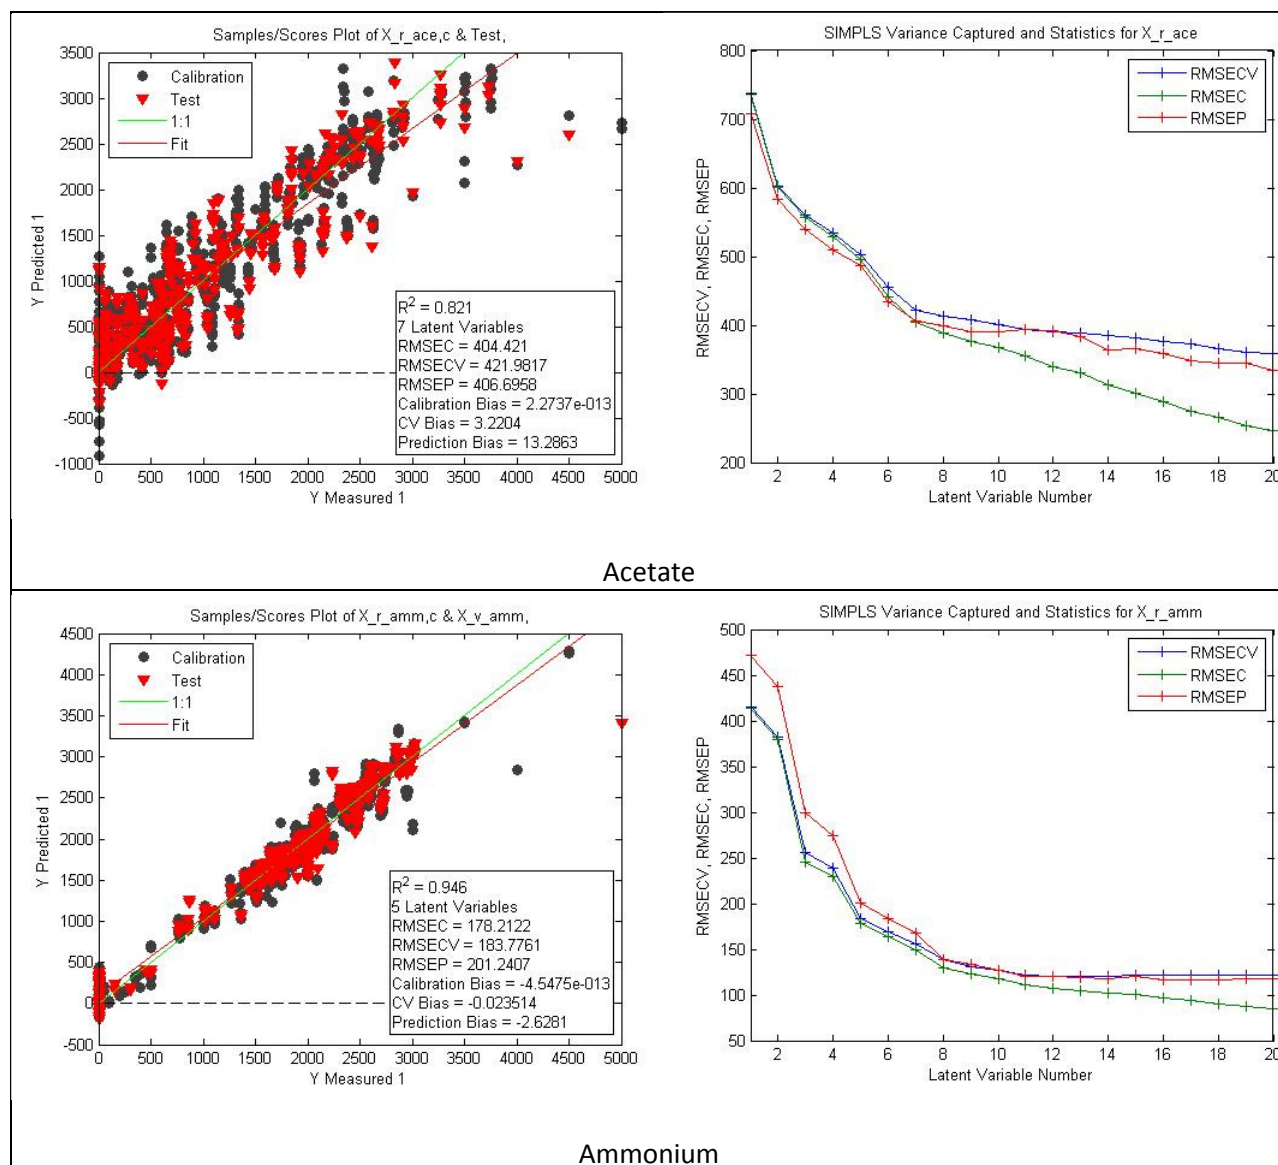 Samples/Scores Plot of X_r_ace,c & Test,
3500
3000
2500
2000
1500
1000
500
0
-500
-1000
Y Predicted 1
Calibration
Test
1:1
Fit
R² = 0.821
7 Latent Variables
RMSEC = 404.421
RMSECV = 421.9817
RMSEP = 406.6958
Calibration Bias = 2.2737e-013
CV Bias = 3.2204
Prediction Bias = 13.2863
0 500 1000 1500 2000 2500 3000 3500 4000 4500 5000
Y Measured 1
SIMPLS Variance Captured and Statistics for X_r_ace
800
700
600
500
400
300
200
RMSECV, RMSEC, RMSEP
RMSECV
RMSEC
RMSEP
2 4 6 8 10 12 14 16 18 20
Latent Variable Number
Acetate
Samples/Scores Plot of X_r_amm,c & X_v_amm,
4500
4000
3500
3000
2500
2000
1500
1000
500
0
-500
Y Predicted 1
Calibration
Test
1:1
Fit
R² = 0.946
5 Latent Variables
RMSEC = 178.2122
RMSECV = 183.7761
RMSEP = 201.2407
Calibration Bias = -4.5475e-013
CV Bias = -0.023514
Prediction Bias = -2.6281
0 500 1000 1500 2000 2500 3000 3500 4000 4500 5000
Y Measured 1
SIMPLS Variance Captured and Statistics for X_r_amm
500
450
400
350
300
250
200
150
100
50
RMSECV, RMSEC, RMSEP
RMSECV
RMSEC
RMSEP
2 4 6 8 10 12 14 16 18 20
Latent Variable Number
Ammonium